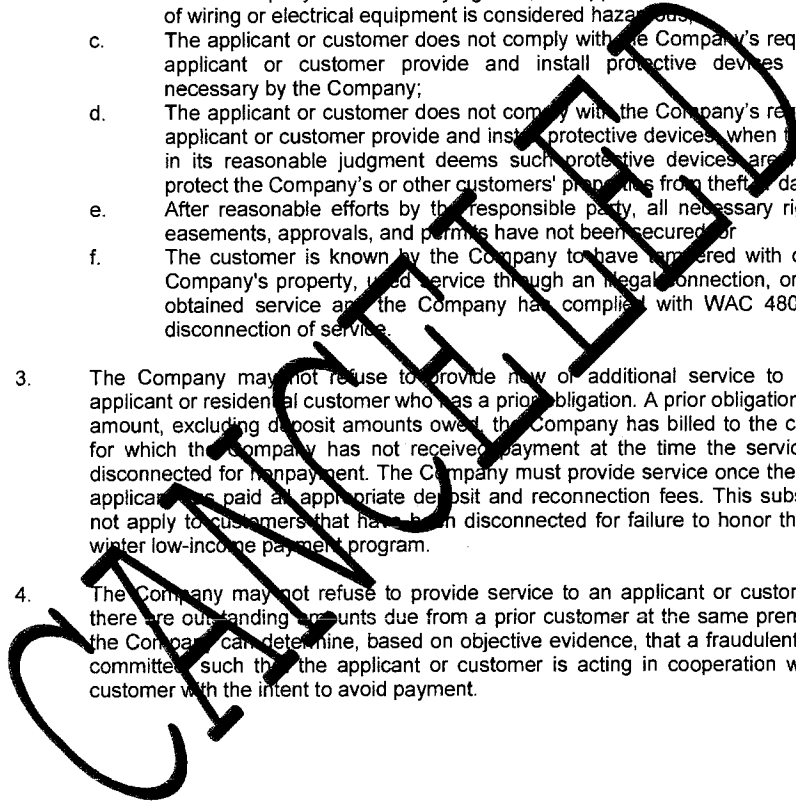 of wiring or electrical equipment is considered hazardous;
c. The applicant or customer does not comply with the Company's req
applicant or customer provide and install protective devices
necessary by the Company;
d. The applicant or customer does not comply with the Company's re
applicant or customer provide and install protective devices, when t
in its reasonable judgment deems such protective devices are
protect the Company's or other customers' properties from theft or da
e. After reasonable efforts by the responsible party, all necessary ri
easements, approvals, and permits have not been secured; or
f. The customer is known by the Company to have tampered with o
Company's property, used service through an illegal connection, or
obtained service and the Company has complied with WAC 480
disconnection of service.
3. The Company may not refuse to provide new or additional service to
applicant or residential customer who has a prior obligation. A prior obligation
amount, excluding deposit amounts owed, the Company has billed to the c
for which the Company has not received payment at the time the servic
disconnected for nonpayment. The Company must provide service once the
applicant has paid all appropriate deposit and reconnection fees. This subs
not apply to customers that have been disconnected for failure to honor th
winter low-income payment program.
4. The Company may not refuse to provide service to an applicant or custom
there are outstanding amounts due from a prior customer at the same prem
the Company can determine, based on objective evidence, that a fraudulent
committed, such that the applicant or customer is acting in cooperation w
customer with the intent to avoid payment.
CANCELED